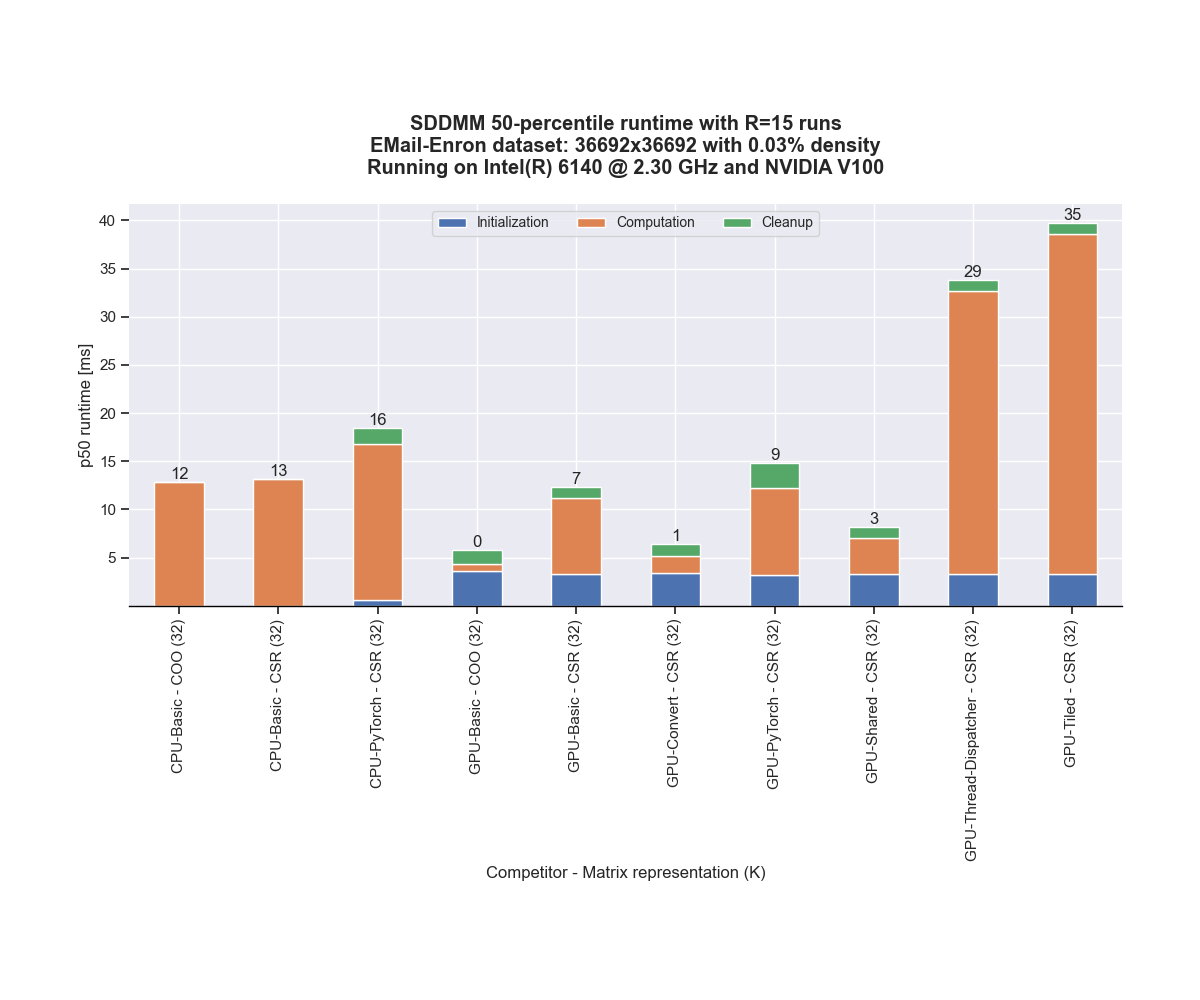 SDDMM 50-percentile runtime with R=15 runs
EMail-Enron dataset: 36692x36692 with 0.03% density
Running on Intel(R) 6140 @ 2.30 GHz and NVIDIA V100
Initialization Computation Cleanup
p50 runtime [ms]
40
35
30
25
20
15
10
5
12
13
16
0
7
1
9
3
29
35
CPU-Basic - COO (32)
CPU-Basic - CSR (32)
CPU-PyTorch - CSR (32)
GPU-Basic - COO (32)
GPU-Basic - CSR (32)
GPU-Convert - CSR (32)
GPU-PyTorch - CSR (32)
GPU-Shared - CSR (32)
GPU-Thread-Dispatcher - CSR (32)
GPU-Tiled - CSR (32)
Competitor - Matrix representation (K)